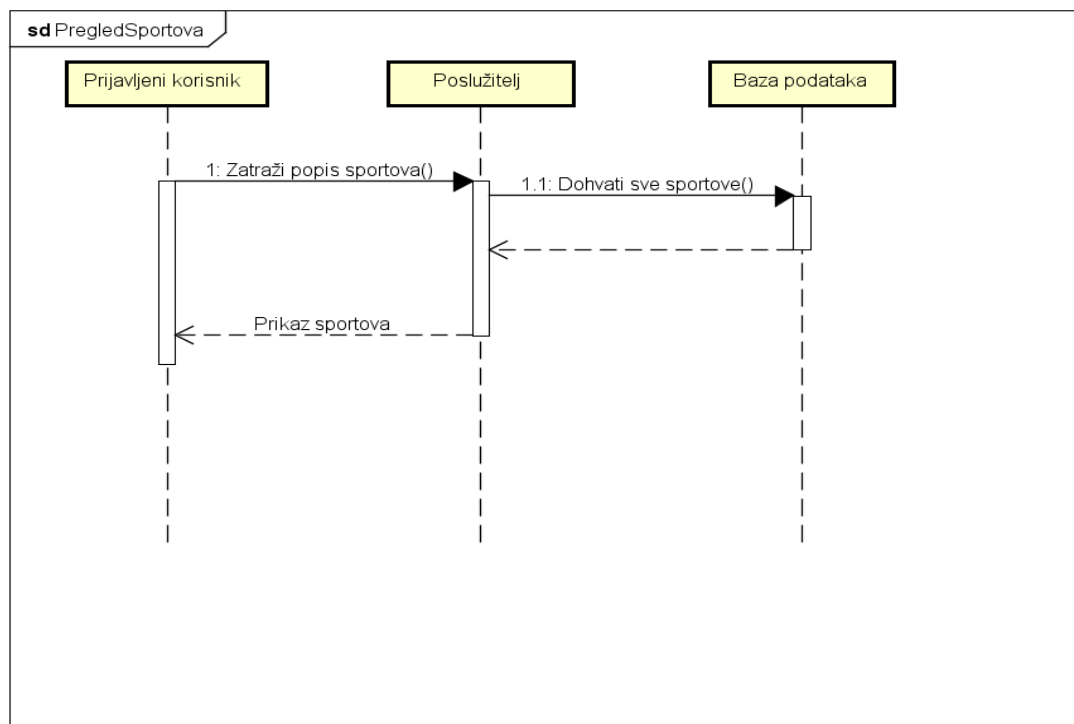 sd PregledSportova
Prijavljeni korisnik
Poslužitelj
Baza podataka
1: Zatraži popis sportova()
1.1: Dohvati sve sportove()
Prikaz sportova